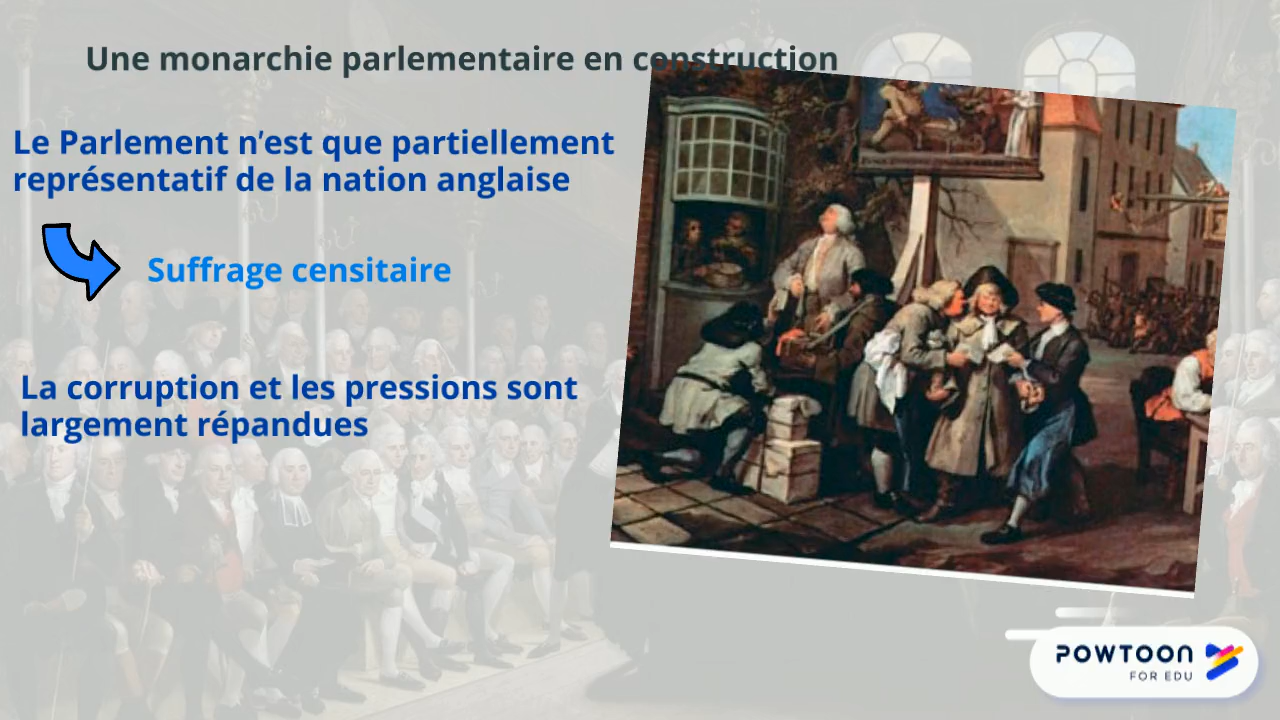 Une monarchie parlementaire en construction
Le Parlement n’est que partiellement
représentatif de la nation anglaise
Suffrage censitaire
La corruption et les pressions sont
largement répandues
POWTOON
FOR EDU